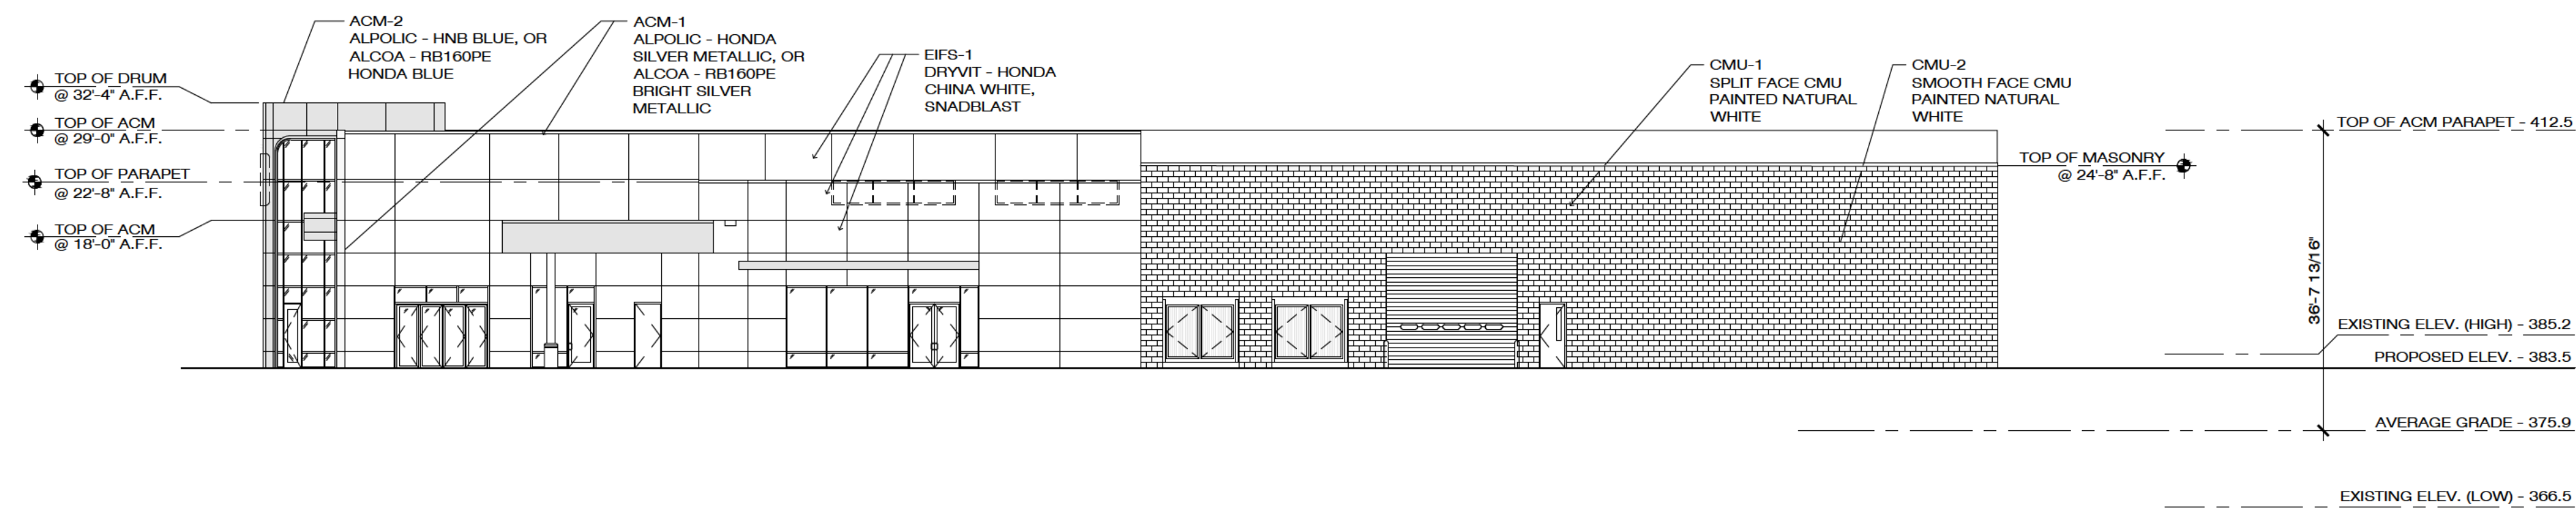 ACM-2
ALPOLIC - HNB BLUE, OR
ALCOA - RB160PE
HONDA BLUE
ACM-1
ALPOLIC - HONDA
SILVER METALLIC, OR
ALCOA - RB160PE
BRIGHT SILVER
METALLIC
EIFS-1
DRYVIT - HONDA
CHINA WHITE,
SNADBLAST
CMU-1
SPLIT FACE CMU
PAINTED NATURAL
WHITE
CMU-2
SMOOTH FACE CMU
PAINTED NATURAL
WHITE
TOP OF DRUM
@ 32'-4" A.F.F.
TOP OF ACM
@ 29'-0" A.F.F.
TOP OF PARAPET
@ 22'-8" A.F.F.
TOP OF ACM
@ 18'-0" A.F.F.
TOP OF MASONRY
@ 24'-8" A.F.F.
TOP OF ACM PARAPET - 412.5
36'-7 13/16"
EXISTING ELEV. (HIGH) - 385.2
PROPOSED ELEV. - 383.5
AVERAGE GRADE - 375.9
EXISTING ELEV. (LOW) - 366.5